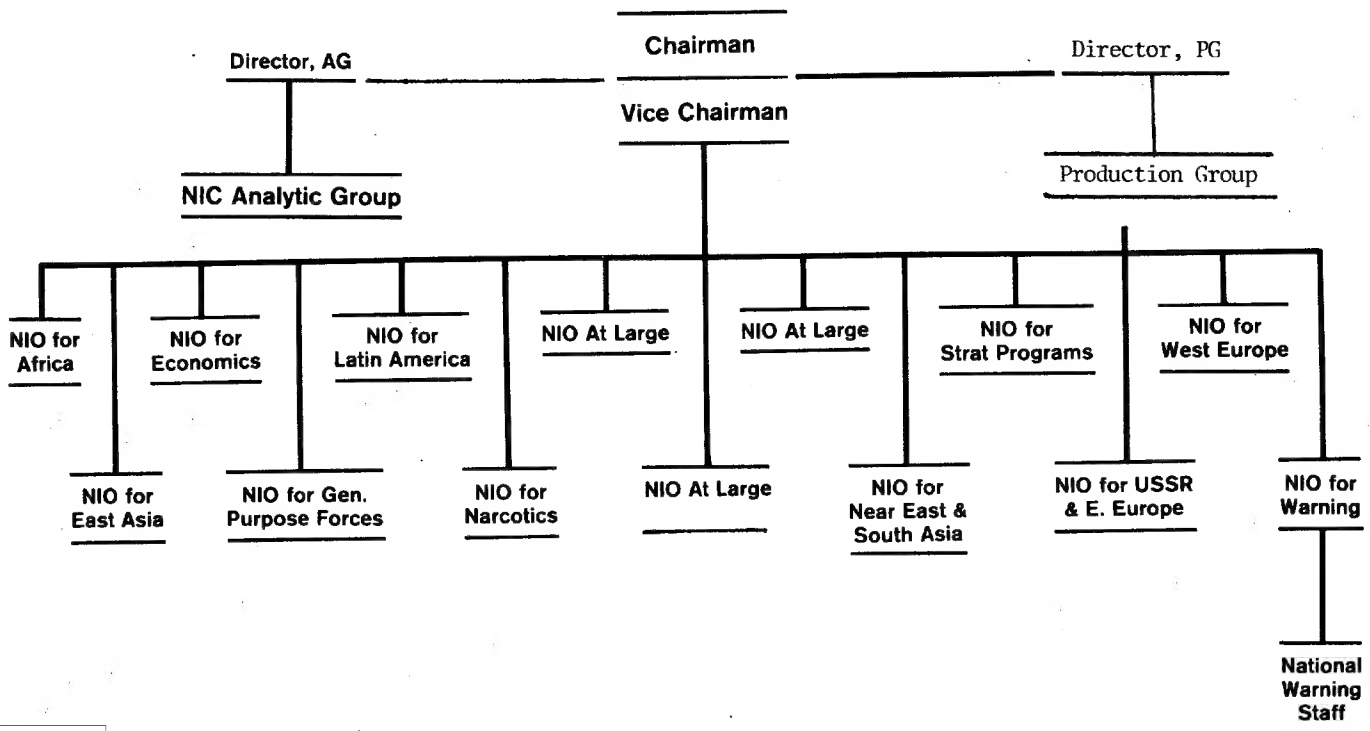 Chairman
Director, AG
Director, PG
Vice Chairman
NIC Analytic Group
Production Group
NIO for
Africa
NIO for
Economics
NIO for
Latin America
NIO At Large
NIO At Large
NIO for
Strat Programs
NIO for
West Europe
NIO for
East Asia
NIO for Gen.
Purpose Forces
NIO for
Narcotics
NIO At Large
NIO for
Near East &
South Asia
NIO for USSR
& E. Europe
NIO for
Warning
National
Warning
Staff